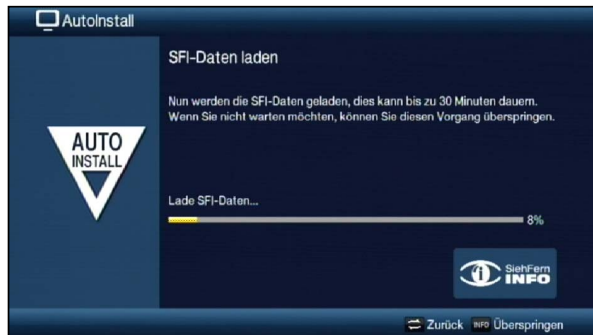 AutoInstall
SFI-Daten laden
Nun werden die SFI-Daten geladen, dies kann bis zu 30 Minuten dauern.
Wenn Sie nicht warten möchten, können Sie diesen Vorgang überspringen.
AUTO
INSTALL
Lade SFI-Daten...
8%
SiehFern
INFO
Zurück INFO Überspringen